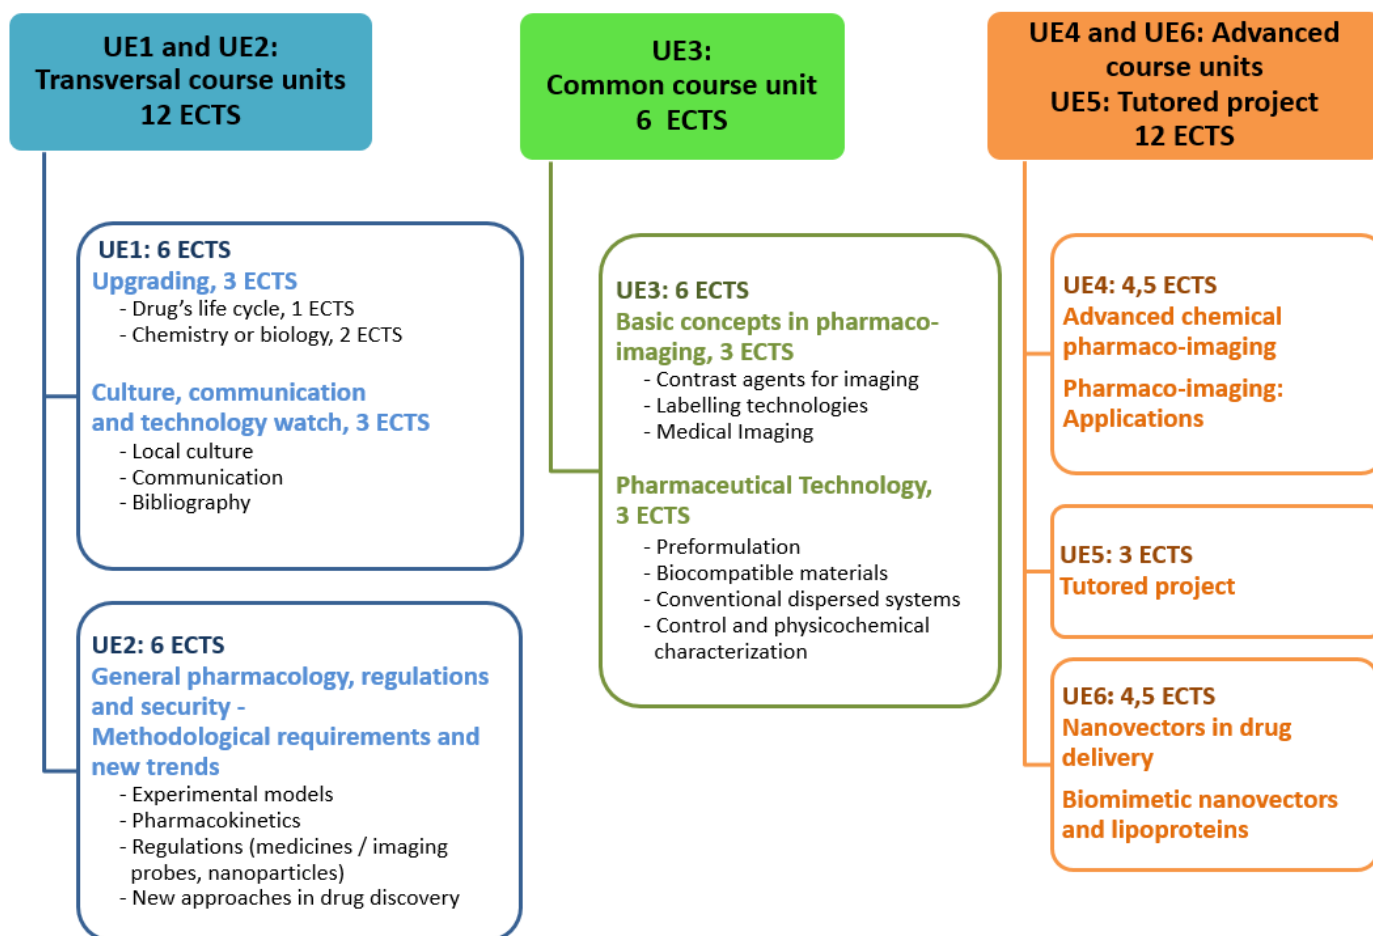 UE1 and UE2:
Transversal course units
12 ECTS
UE1: 6 ECTS
Upgrading, 3 ECTS
- Drug's life cycle, 1 ECTS
- Chemistry or biology, 2 ECTS
Culture, communication
and technology watch, 3 ECTS
- Local culture
- Communication
- Bibliography
UE2: 6 ECTS
General pharmacology, regulations
and security -
Methodological requirements and
new trends
- Experimental models
- Pharmacokinetics
- Regulations (medicines / imaging
probes, nanoparticles)
- New approaches in drug discovery
UE3:
Common course unit
6 ECTS
UE3: 6 ECTS
Basic concepts in pharmaco-
imaging, 3 ECTS
- Contrast agents for imaging
- Labelling technologies
- Medical Imaging
Pharmaceutical Technology,
3 ECTS
- Preformulation
- Biocompatible materials
- Conventional dispersed systems
- Control and physicochemical
characterization
UE4 and UE6: Advanced
course units
UE5: Tutored project
12 ECTS
UE4: 4,5 ECTS
Advanced chemical
pharmaco-imaging
Pharmaco-imaging:
Applications
UE5: 3 ECTS
Tutored project
UE6: 4,5 ECTS
Nanovectors in drug
delivery
Biomimetic nanovectors
and lipoproteins